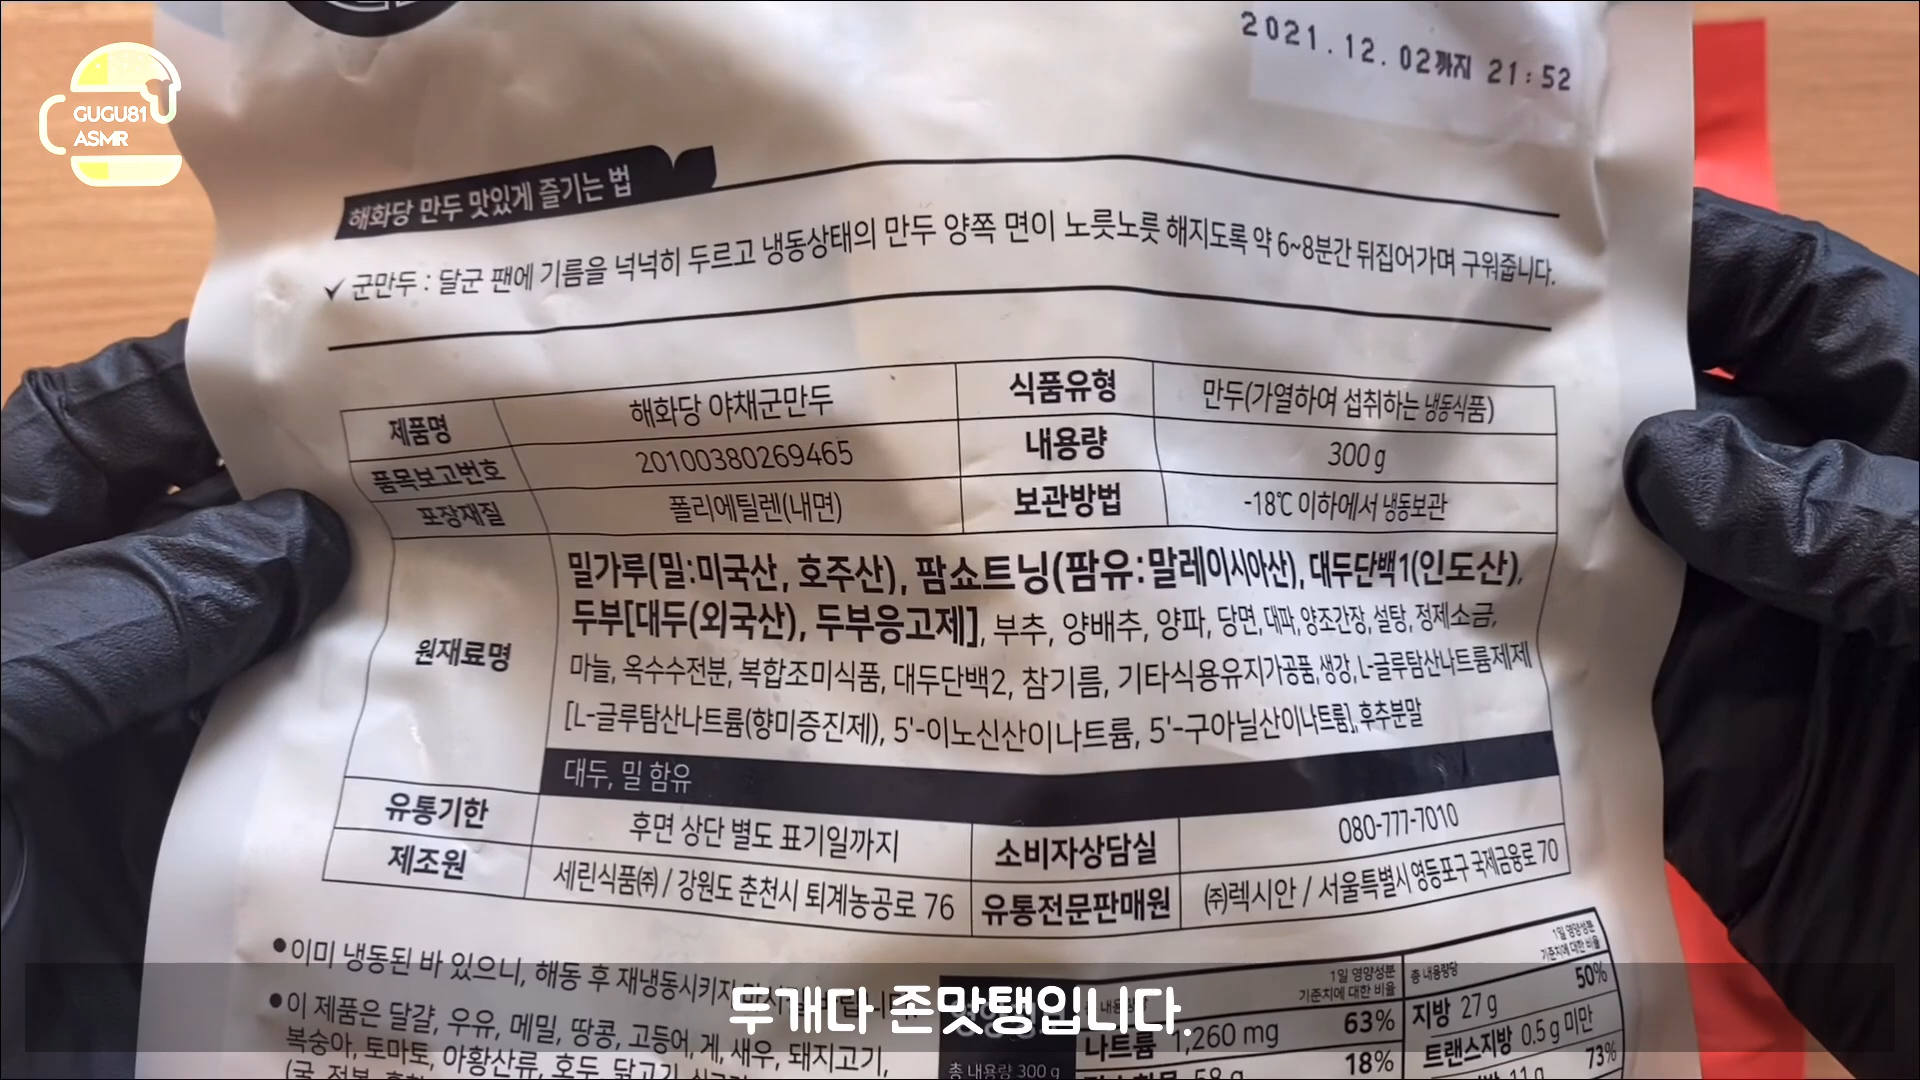 2021.12.02까지 21:52
GUGU81
ASMR
해화당 만두 맛있게 즐기는 법
✓ 군만두 : 달군 팬에 기름을 넉넉히 두르고 냉동상태의 만두 양쪽 면이 노릇노릇 해지도록 약 6~8분간 뒤집어가며 구워줍니다.
제품명 해화당 야채군만두 식품유형 만두(가열하여 섭취하는 냉동식품)
품목보고번호 20100380269465 내용량 300 g
포장재질 폴리에틸렌(내면) 보관방법 -18℃ 이하에서 냉동보관
원재료명
밀가루(밀:미국산, 호주산), 팜쇼트닝(팜유:말레이시아산), 대두단백1(인도산),
두부[대두(외국산), 두부응고제], 부추, 양배추, 양파, 당면, 대파, 양조간장, 설탕, 정제소금,
마늘, 옥수수전분, 복합조미식품, 대두단백2, 참기름, 기타식용유지가공품, 생강, L-글루탐산나트륨제제
[L-글루탐산나트륨(향미증진제), 5'-이노신산이나트륨, 5'-구아닐산이나트륨], 후추분말
대두, 밀 함유
유통기한 후면 상단 별도 표기일까지 소비자상담실 080-777-7010
제조원 세린식품㈜ / 강원도 춘천시 퇴계농공로 76 유통전문판매원 ㈜렉시안 / 서울특별시 영등포구 국제금융로 70
●이미 냉동된 바 있으니, 해동 후 재냉동시키지
●이 제품은 달걀, 우유, 메밀, 땅콩, 고등어, 게, 새우, 돼지고기,
복숭아, 토마토, 아황산류, 호두, 닭고기,
총 내용량 300 g
1일 영양성분
기준치에 대한 비율
나트륨 1,260 mg 63%
58 g 18%
총 내용량당
1일 영양성분
기준치에 대한 비율
지방 27 g 50%
트랜스지방 0.5 g 미만
11 g 73%
두개다 존맛탱입니다.